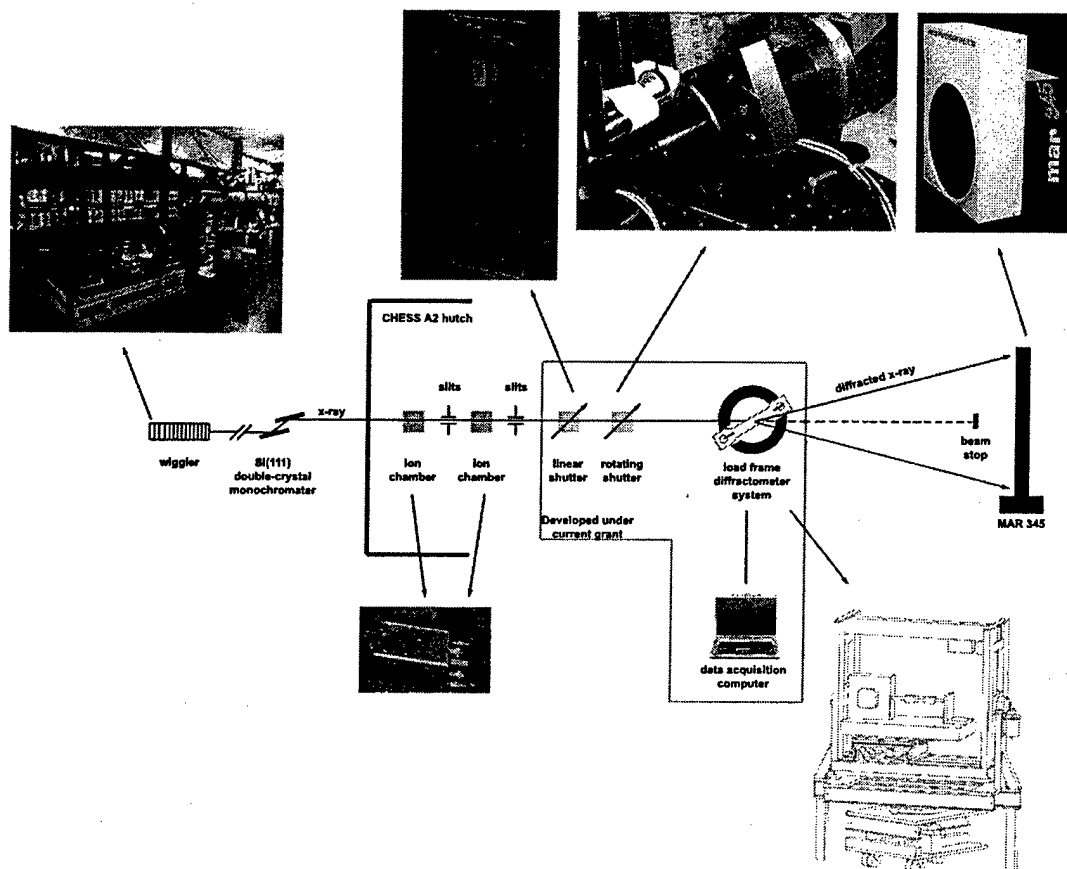 mar 345
CHESS A2 hutch
slits
slits
diffracted x-ray
x-ray
wiggler
Si(111)
double-crystal
monochromater
ion
chamber
ion
chamber
linear
shutter
rotating
shutter
load frame
diffractometer
system
beam
stop
MAR 345
Developed under
current grant
data acquisition
computer